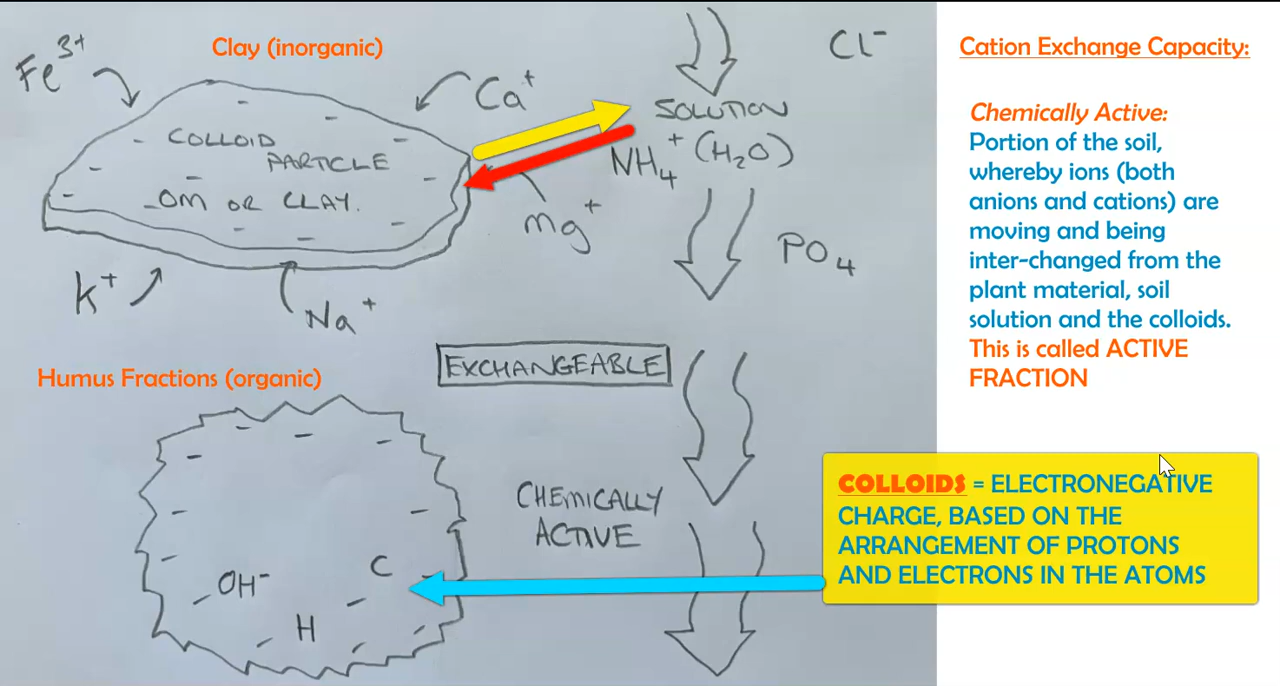 Clay (inorganic)
Fe³⁺
Ca⁺
COLLOID
PARTICLE
OM OR CLAY.
K⁺
Na⁺
Mg⁺
SOLUTION
NH₄⁺ (H₂O)
Cl⁻
PO₄
EXCHANGEABLE
Humus Fractions (organic)
OH⁻
C
H
CHEMICALLY
ACTIVE
Cation Exchange Capacity:
Chemically Active:
Portion of the soil,
whereby ions (both
anions and cations) are
moving and being
inter-changed from the
plant material, soil
solution and the colloids.
This is called ACTIVE
FRACTION
COLLOIDS = ELECTRONEGATIVE
CHARGE, BASED ON THE
ARRANGEMENT OF PROTONS
AND ELECTRONS IN THE ATOMS